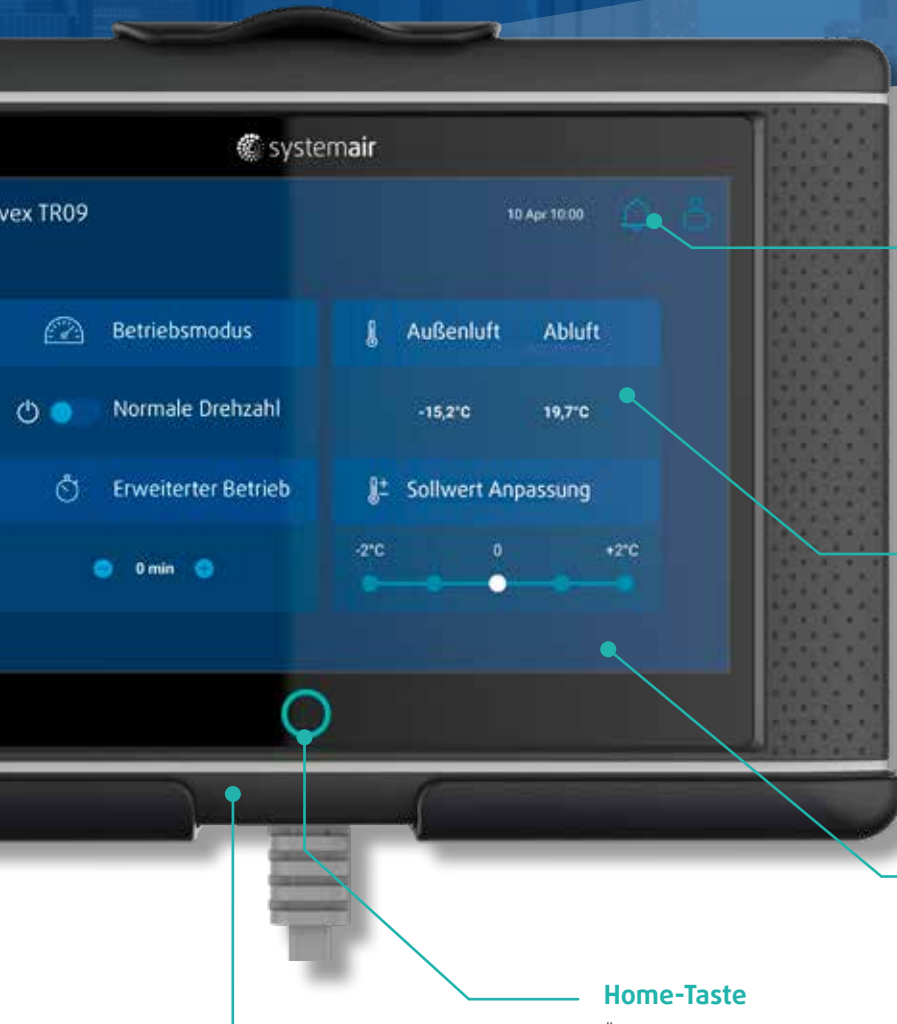 systemair
vex TR09
10 Apr 10:00
Betriebsmodus
Außenluft Abluft
Normale Drehzahl
-15,2°C 19,7°C
Erweiterter Betrieb
Sollwert Anpassung
-2°C 0 +2°C
0 min
Home-Taste